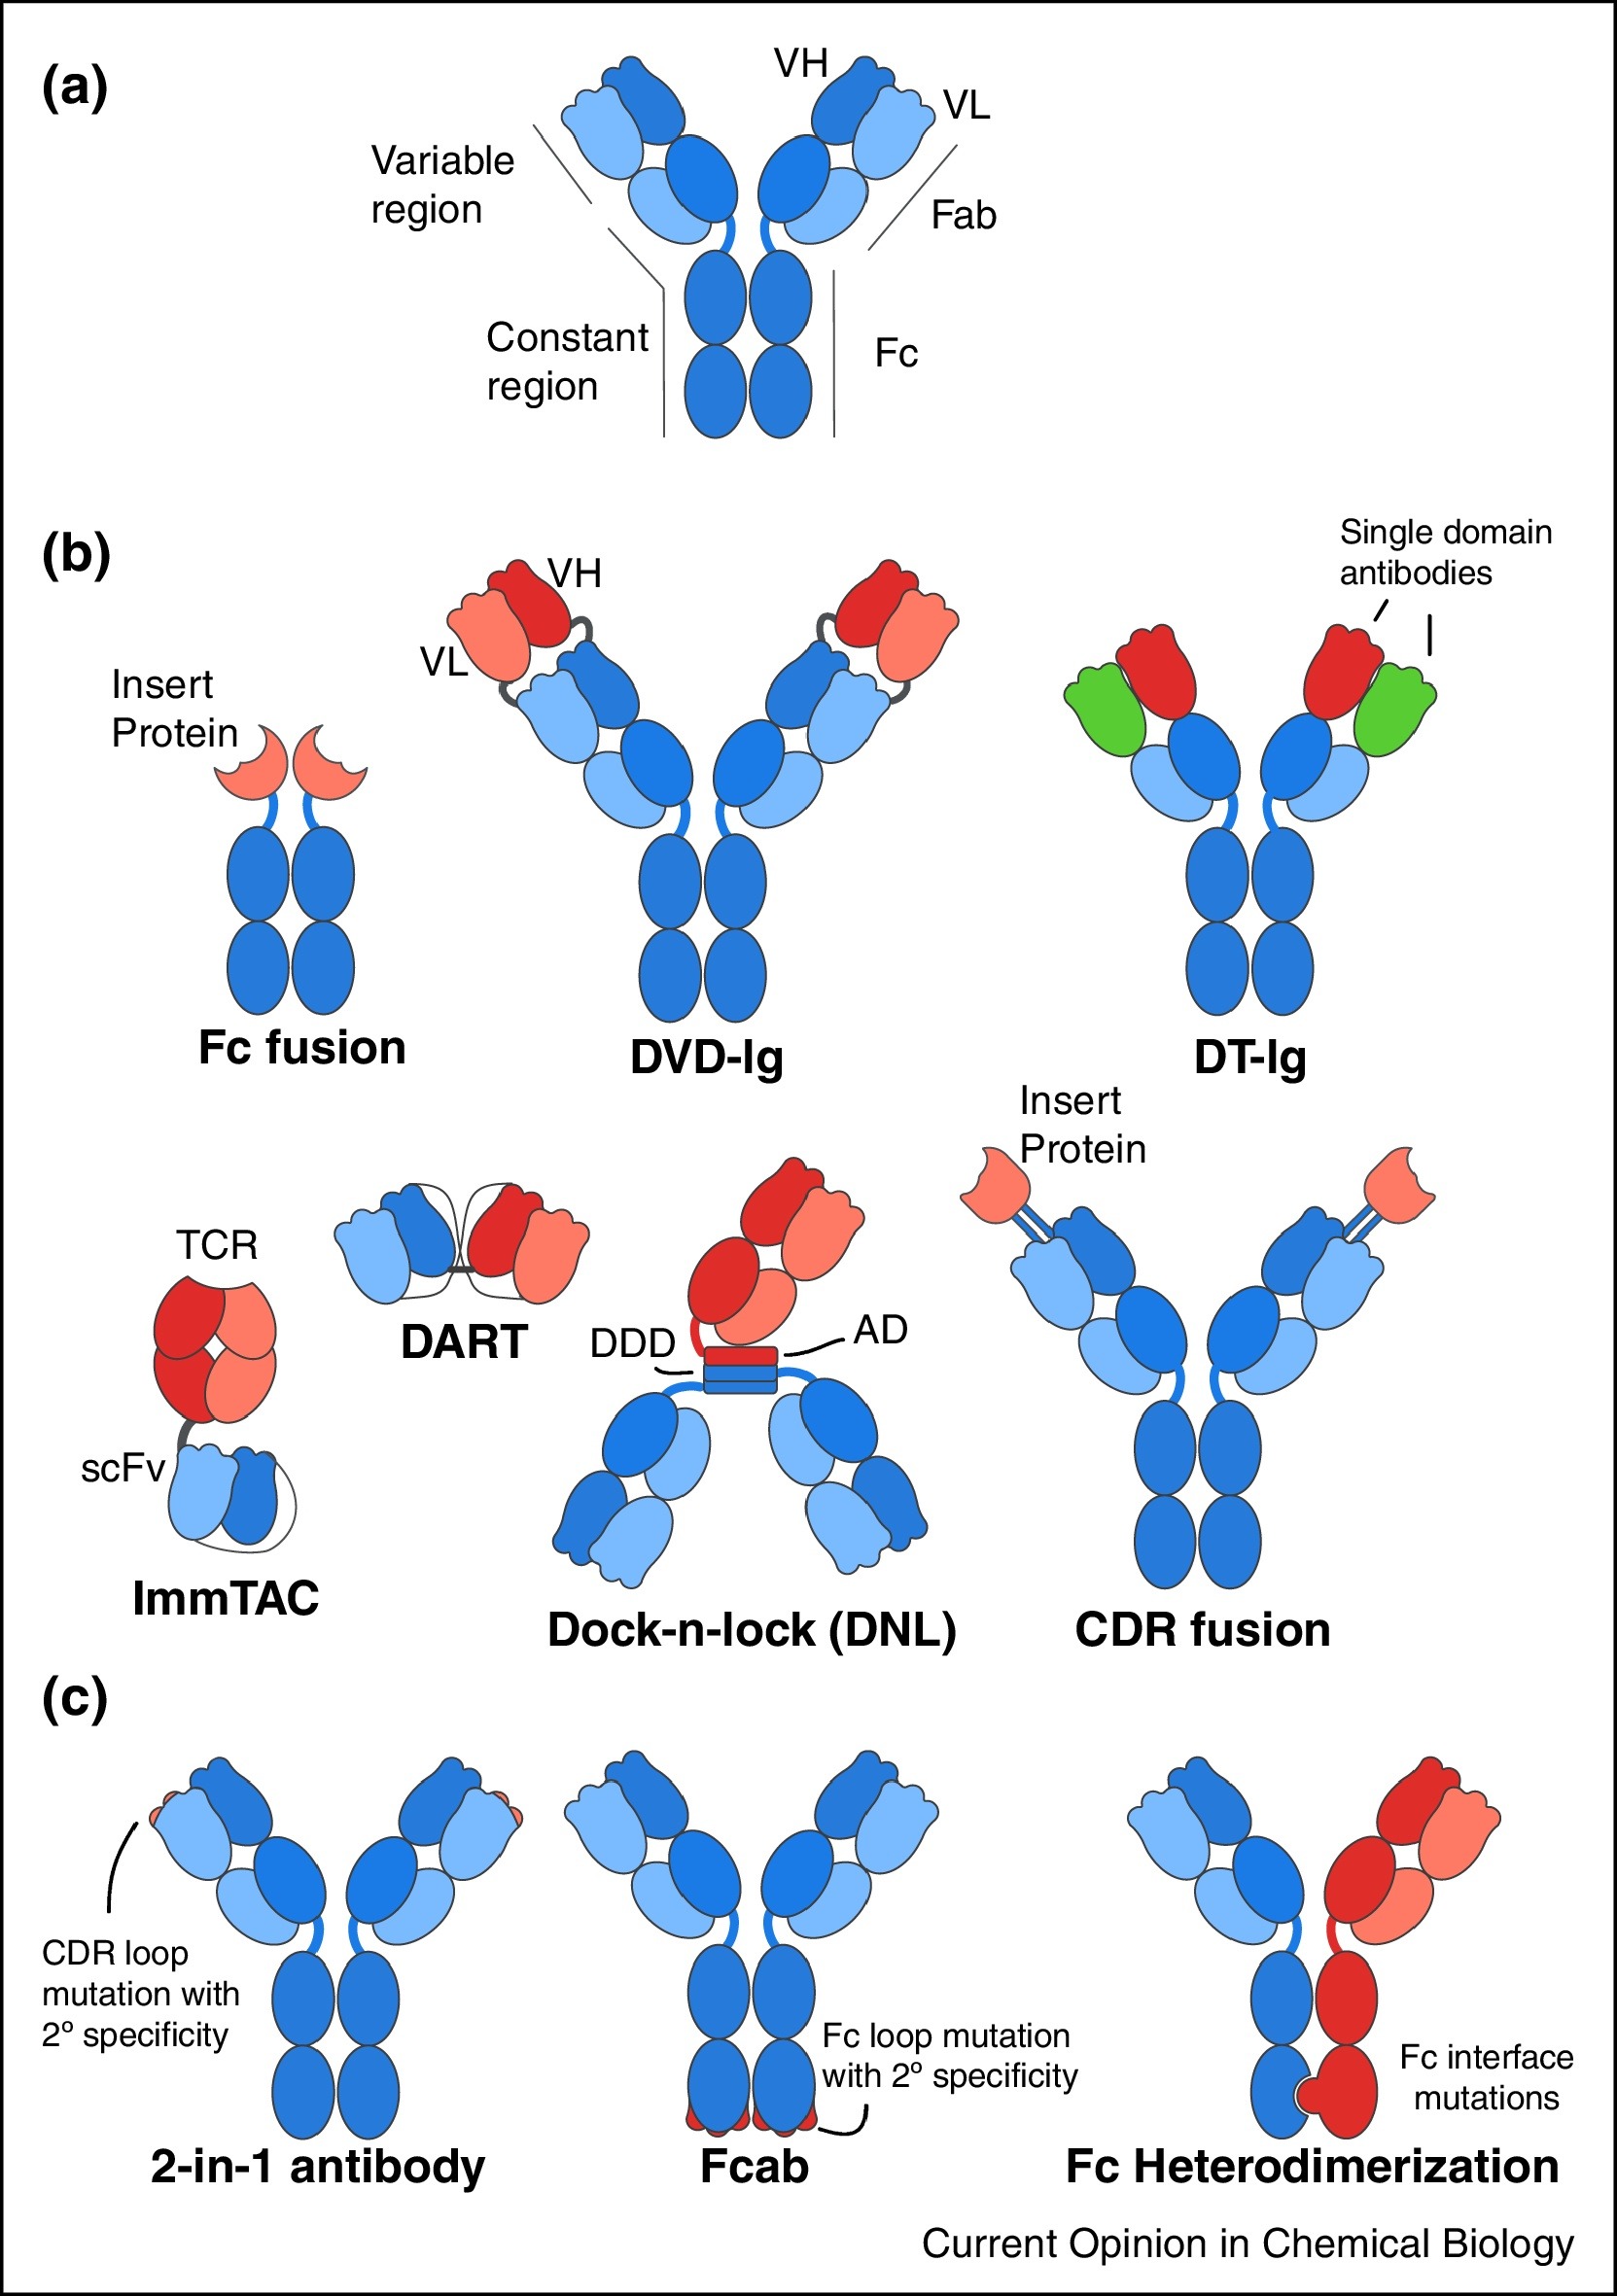 (a)
VH
VL
Variable
region
Fab
Constant
region
Fc
(b)
Single domain
antibodies
VH
VL
Insert
Protein
Fc fusion
DVD-Ig
DT-Ig
Insert
Protein
TCR
DART
DDD
AD
scFv
ImmTAC
Dock-n-lock (DNL)
CDR fusion
(c)
CDR loop
mutation with
2º specificity
Fc loop mutation
with 2º specificity
Fc interface
mutations
2-in-1 antibody
Fcab
Fc Heterodimerization
Current Opinion in Chemical Biology